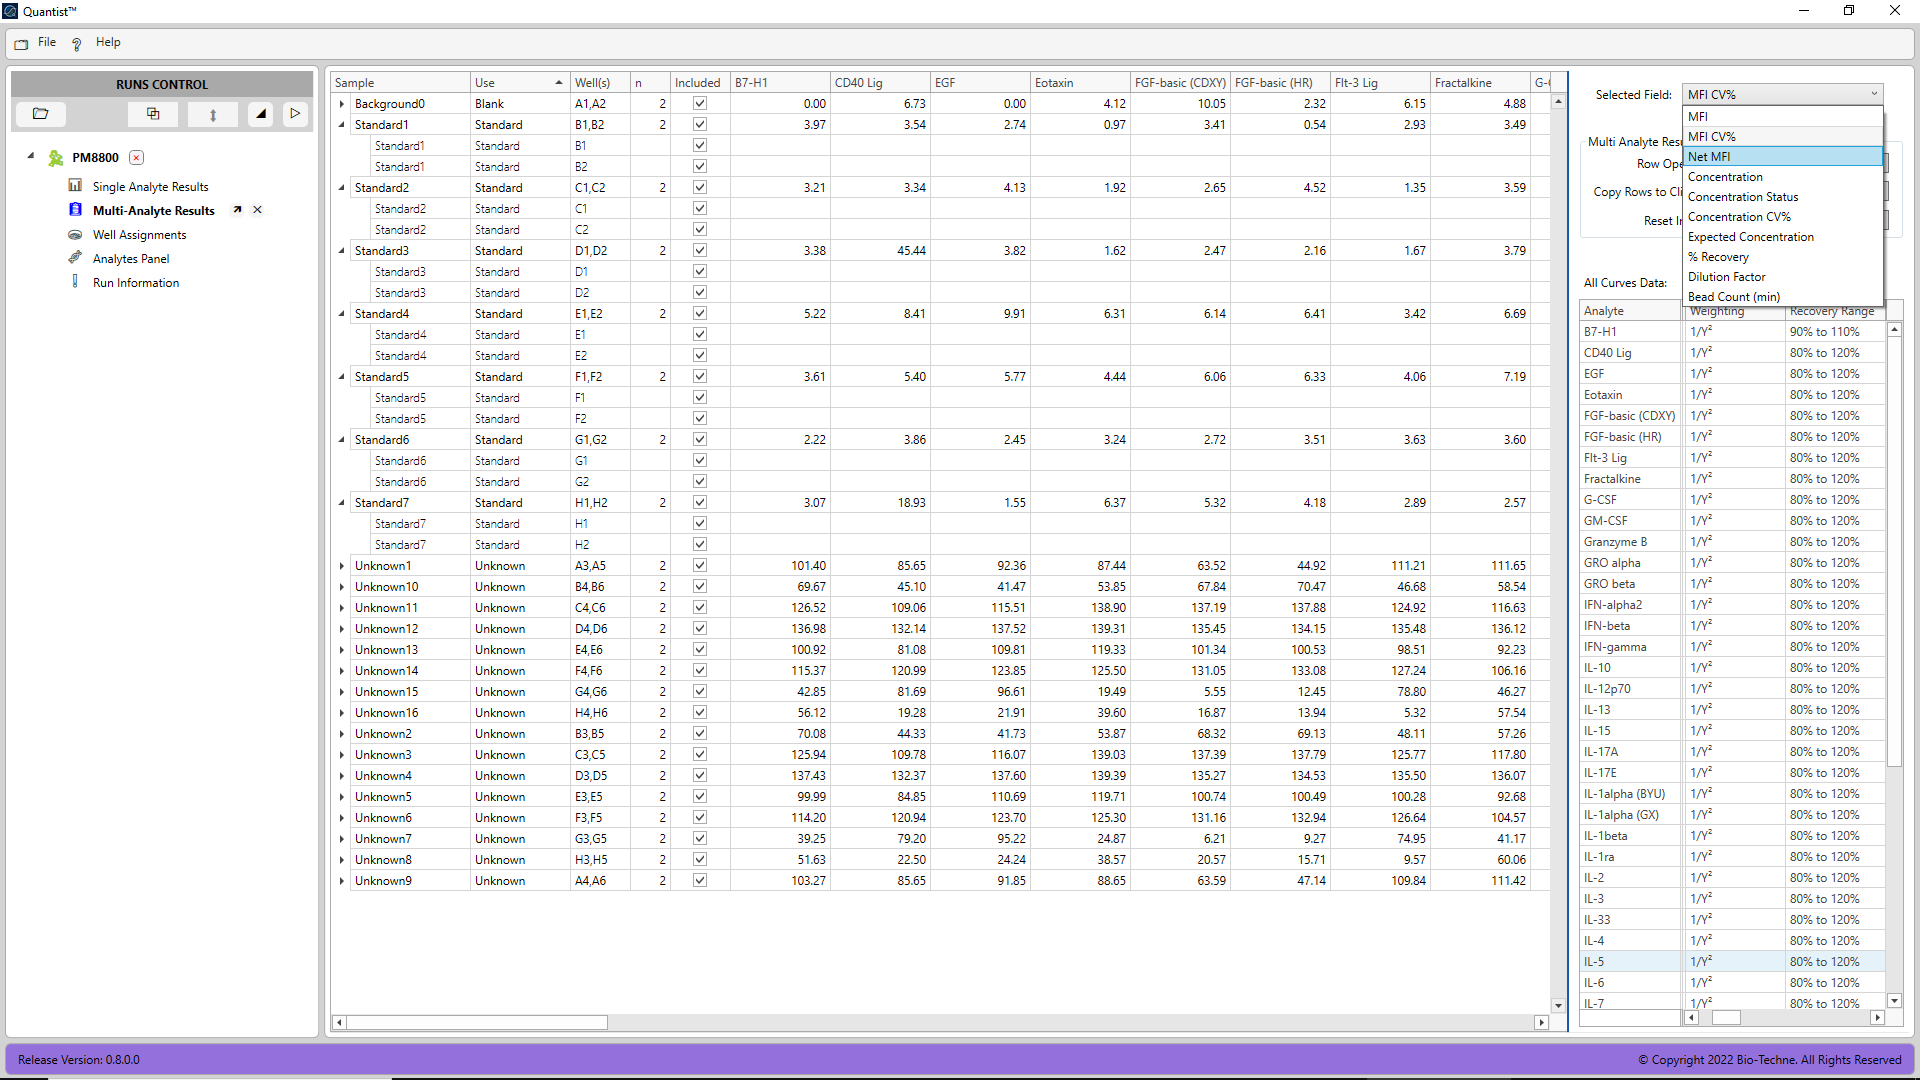 Quantist™
File Help
RUNS CONTROL
PM8800
Single Analyte Results
Multi-Analyte Results
Well Assignments
Analytes Panel
Run Information
Sample Use Well(s) n Included B7-H1 CD40 Lig EGF Eotaxin FGF-basic (CDXY) FGF-basic (HR) Flt-3 Lig Fractalkine
Background0 Blank A1,A2 2 0.00 6.73 0.00 4.12 10.05 2.32 6.15 4.88
Standard1 Standard B1,B2 2 3.97 3.54 2.74 0.97 3.41 0.54 2.93 3.49
Standard1 Standard B1
Standard1 Standard B2
Standard2 Standard C1,C2 2 3.21 3.34 4.13 1.92 2.65 4.52 1.35 3.59
Standard2 Standard C1
Standard2 Standard C2
Standard3 Standard D1,D2 2 3.38 45.44 3.82 1.62 2.47 2.16 1.67 3.79
Standard3 Standard D1
Standard3 Standard D2
Standard4 Standard E1,E2 2 5.22 8.41 9.91 6.31 6.14 6.41 3.42 6.69
Standard4 Standard E1
Standard4 Standard E2
Standard5 Standard F1,F2 2 3.61 5.40 5.77 4.44 6.06 6.33 4.06 7.19
Standard5 Standard F1
Standard5 Standard F2
Standard6 Standard G1,G2 2 2.22 3.86 2.45 3.24 2.72 3.51 3.63 3.60
Standard6 Standard G1
Standard6 Standard G2
Standard7 Standard H1,H2 2 3.07 18.93 1.55 6.37 5.32 4.18 2.89 2.57
Standard7 Standard H1
Standard7 Standard H2
Unknown1 Unknown A3,A5 2 101.40 85.65 92.36 87.44 63.52 44.92 111.21 111.65
Unknown10 Unknown B4,B6 2 69.67 45.10 41.47 53.85 67.84 70.47 46.68 58.54
Unknown11 Unknown C4,C6 2 126.52 109.06 115.51 138.90 137.19 137.88 124.92 116.63
Unknown12 Unknown D4,D6 2 136.98 132.14 137.52 139.31 135.45 134.15 135.48 136.12
Unknown13 Unknown E4,E6 2 100.92 81.08 109.81 119.33 101.34 100.53 98.51 92.23
Unknown14 Unknown F4,F6 2 115.37 120.99 123.85 125.50 131.05 133.08 127.24 106.16
Unknown15 Unknown G4,G6 2 42.85 81.69 96.61 19.49 5.55 12.45 78.80 46.27
Unknown16 Unknown H4,H6 2 56.12 19.28 21.91 39.60 16.87 13.94 5.32 57.54
Unknown2 Unknown B3,B5 2 70.08 44.33 41.73 53.87 68.32 69.13 48.11 57.26
Unknown3 Unknown C3,C5 2 125.94 109.78 116.07 139.03 137.39 137.79 125.77 117.80
Unknown4 Unknown D3,D5 2 137.43 132.37 137.60 139.39 135.27 134.53 135.50 136.07
Unknown5 Unknown E3,E5 2 99.99 84.85 110.69 119.71 100.74 100.49 100.28 92.68
Unknown6 Unknown F3,F5 2 114.20 120.94 123.70 125.30 131.16 132.94 126.64 104.57
Unknown7 Unknown G3,G5 2 39.25 79.20 95.22 24.87 6.21 9.27 74.95 41.17
Unknown8 Unknown H3,H5 2 51.63 22.50 24.24 38.57 20.57 15.71 9.57 60.06
Unknown9 Unknown A4,A6 2 103.27 85.65 91.85 88.65 63.59 47.14 109.84 111.42
Selected Field: MFI CV%
MFI
MFI CV%
Net MFI
Concentration
Concentration Status
Concentration CV%
Expected Concentration
% Recovery
Dilution Factor
Bead Count (min)
Multi Analyte
Row
Copy Rows to
Reset
All Curves Data:
Analyte Weighting Recovery Range
B7-H1 1/Y² 90% to 110%
CD40 Lig 1/Y² 80% to 120%
EGF 1/Y² 80% to 120%
Eotaxin 1/Y² 80% to 120%
FGF-basic (CDXY) 1/Y² 80% to 120%
FGF-basic (HR) 1/Y² 80% to 120%
Flt-3 Lig 1/Y² 80% to 120%
Fractalkine 1/Y² 80% to 120%
G-CSF 1/Y² 80% to 120%
GM-CSF 1/Y² 80% to 120%
Granzyme B 1/Y² 80% to 120%
GRO alpha 1/Y² 80% to 120%
GRO beta 1/Y² 80% to 120%
IFN-alpha2 1/Y² 80% to 120%
IFN-beta 1/Y² 80% to 120%
IFN-gamma 1/Y² 80% to 120%
IL-10 1/Y² 80% to 120%
IL-12p70 1/Y² 80% to 120%
IL-13 1/Y² 80% to 120%
IL-15 1/Y² 80% to 120%
IL-17A 1/Y² 80% to 120%
IL-17E 1/Y² 80% to 120%
IL-1alpha (BYU) 1/Y² 80% to 120%
IL-1alpha (GX) 1/Y² 80% to 120%
IL-1beta 1/Y² 80% to 120%
IL-1ra 1/Y² 80% to 120%
IL-2 1/Y² 80% to 120%
IL-3 1/Y² 80% to 120%
IL-33 1/Y² 80% to 120%
IL-4 1/Y² 80% to 120%
IL-5 1/Y² 80% to 120%
IL-6 1/Y² 80% to 120%
IL-7 1/Y² 80% to 120%
Release Version: 0.8.0.0
© Copyright 2022 Bio-Techne. All Rights Reserved